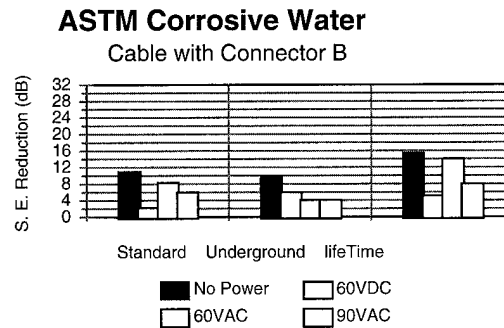 ASTM Corrosive Water
Cable with Connector B
S. E. Reduction (dB)
32
28
24
20
16
12
8
4
0
Standard Underground lifeTime
No Power 60VDC
60VAC 90VAC